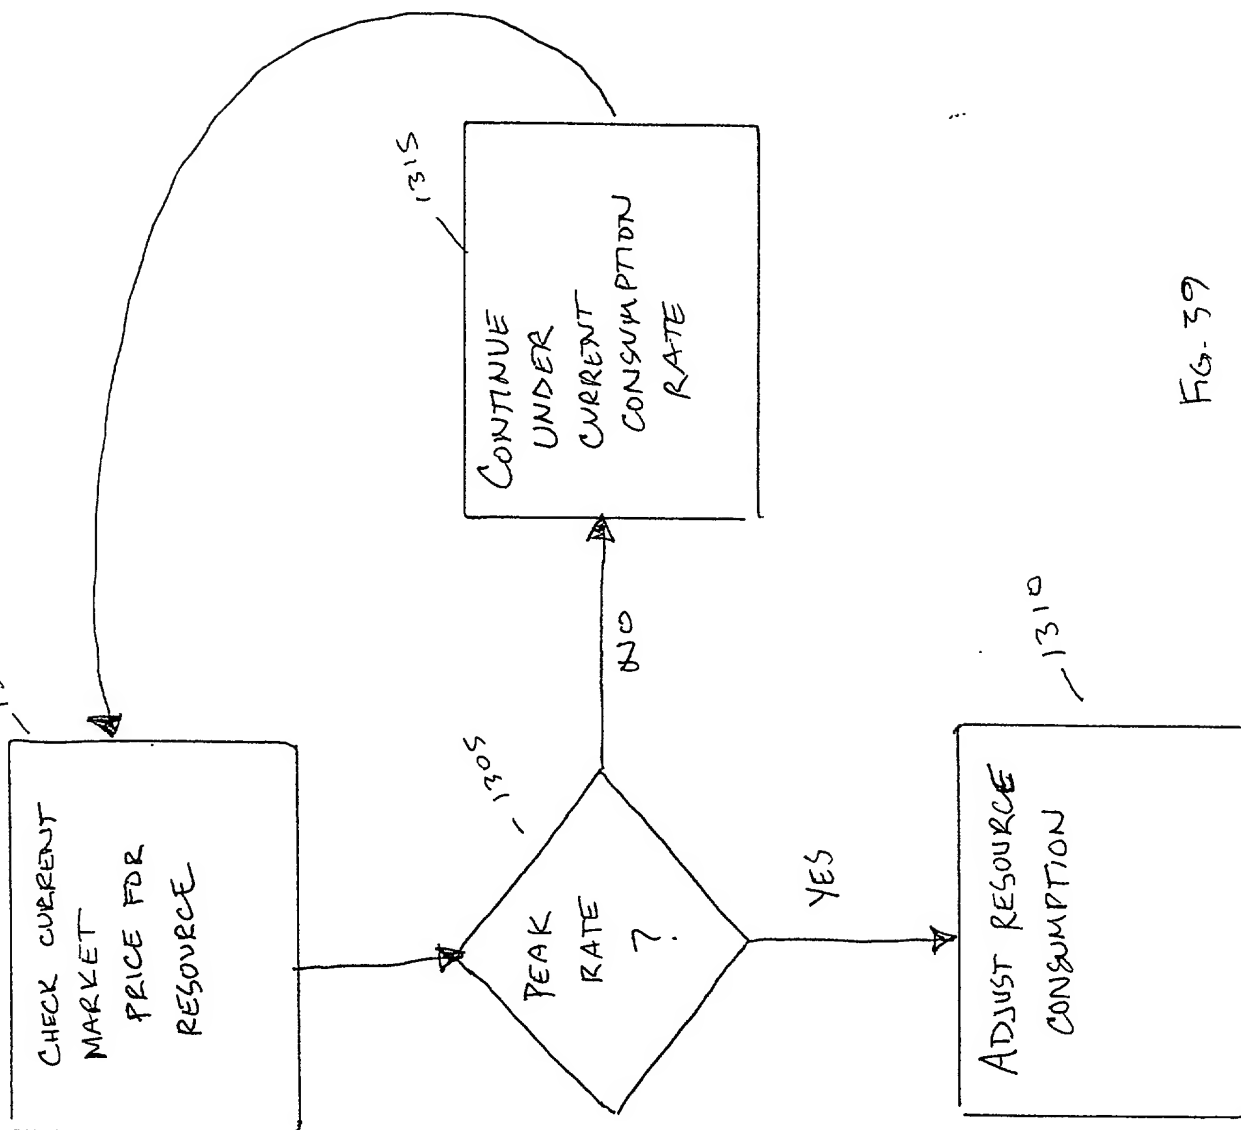 CHECK CURRENT
MARKET
PRICE FOR
RESOURCE
PEAK
RATE
?
1305
NO
CONTINUE
UNDER
CURRENT
CONSUMPTION
RATE
1315
YES
ADJUST RESOURCE
CONSUMPTION
1310
FIG. 39